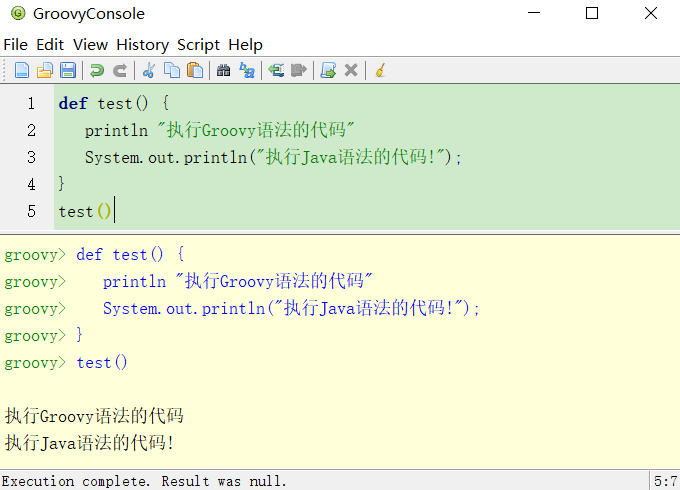 GroovyConsole
File Edit View History Script Help
1 def test() {
2 println "执行Groovy语法的代码"
3 System.out.println("执行Java语法的代码!");
4 }
5 test()
groovy> def test() {
groovy> println "执行Groovy语法的代码"
groovy> System.out.println("执行Java语法的代码!");
groovy> }
groovy> test()
执行Groovy语法的代码
执行Java语法的代码!
Execution complete. Result was null. 5:7